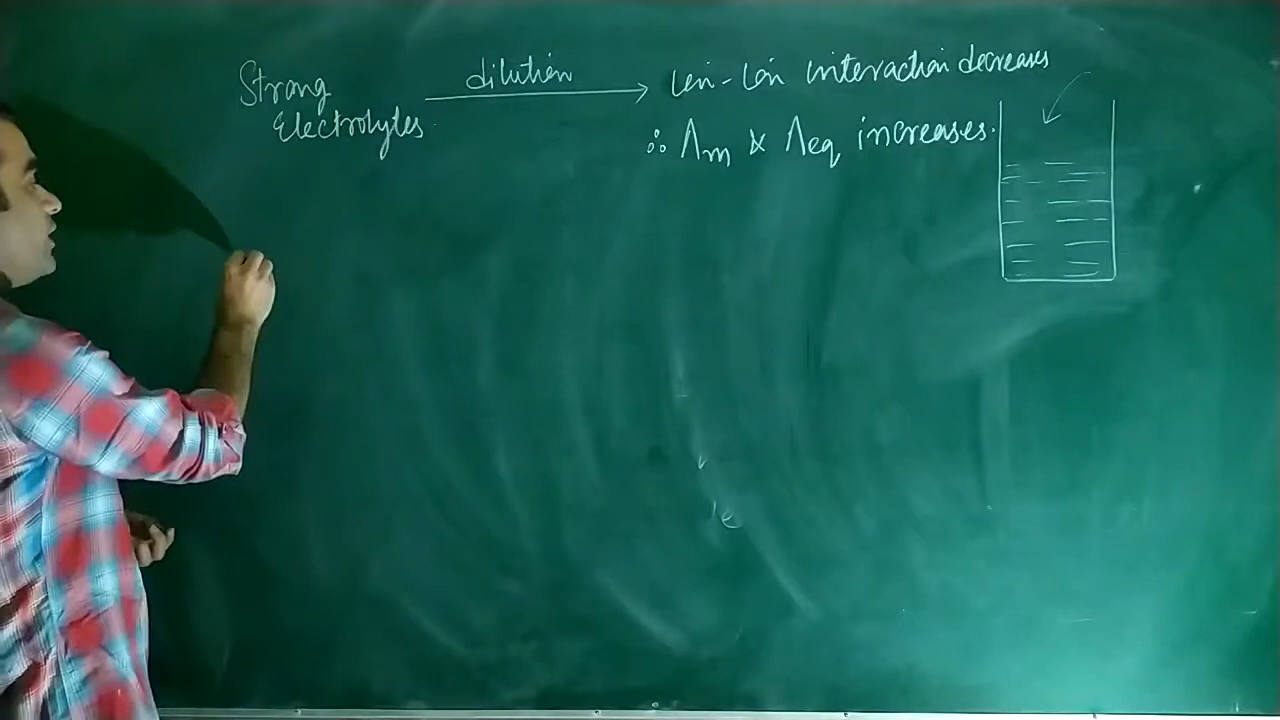 Strong
Electrolytes.
dilution
ion-ion interaction decreases
∴ Λm & Λeq increases.